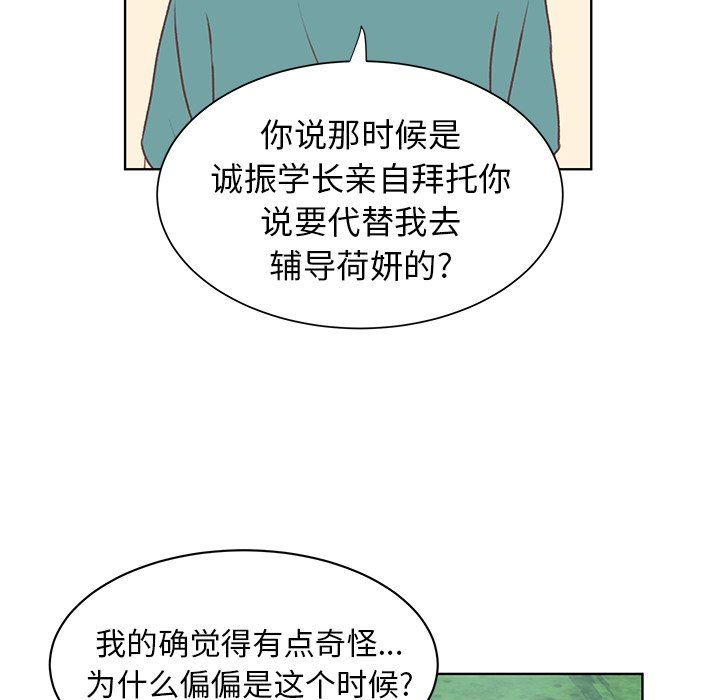 你说那时候是
诚振学长亲自拜托你
说要代替我去
辅导荷妍的?
我的确觉得有点奇怪...
为什么偏偏是这个时候?